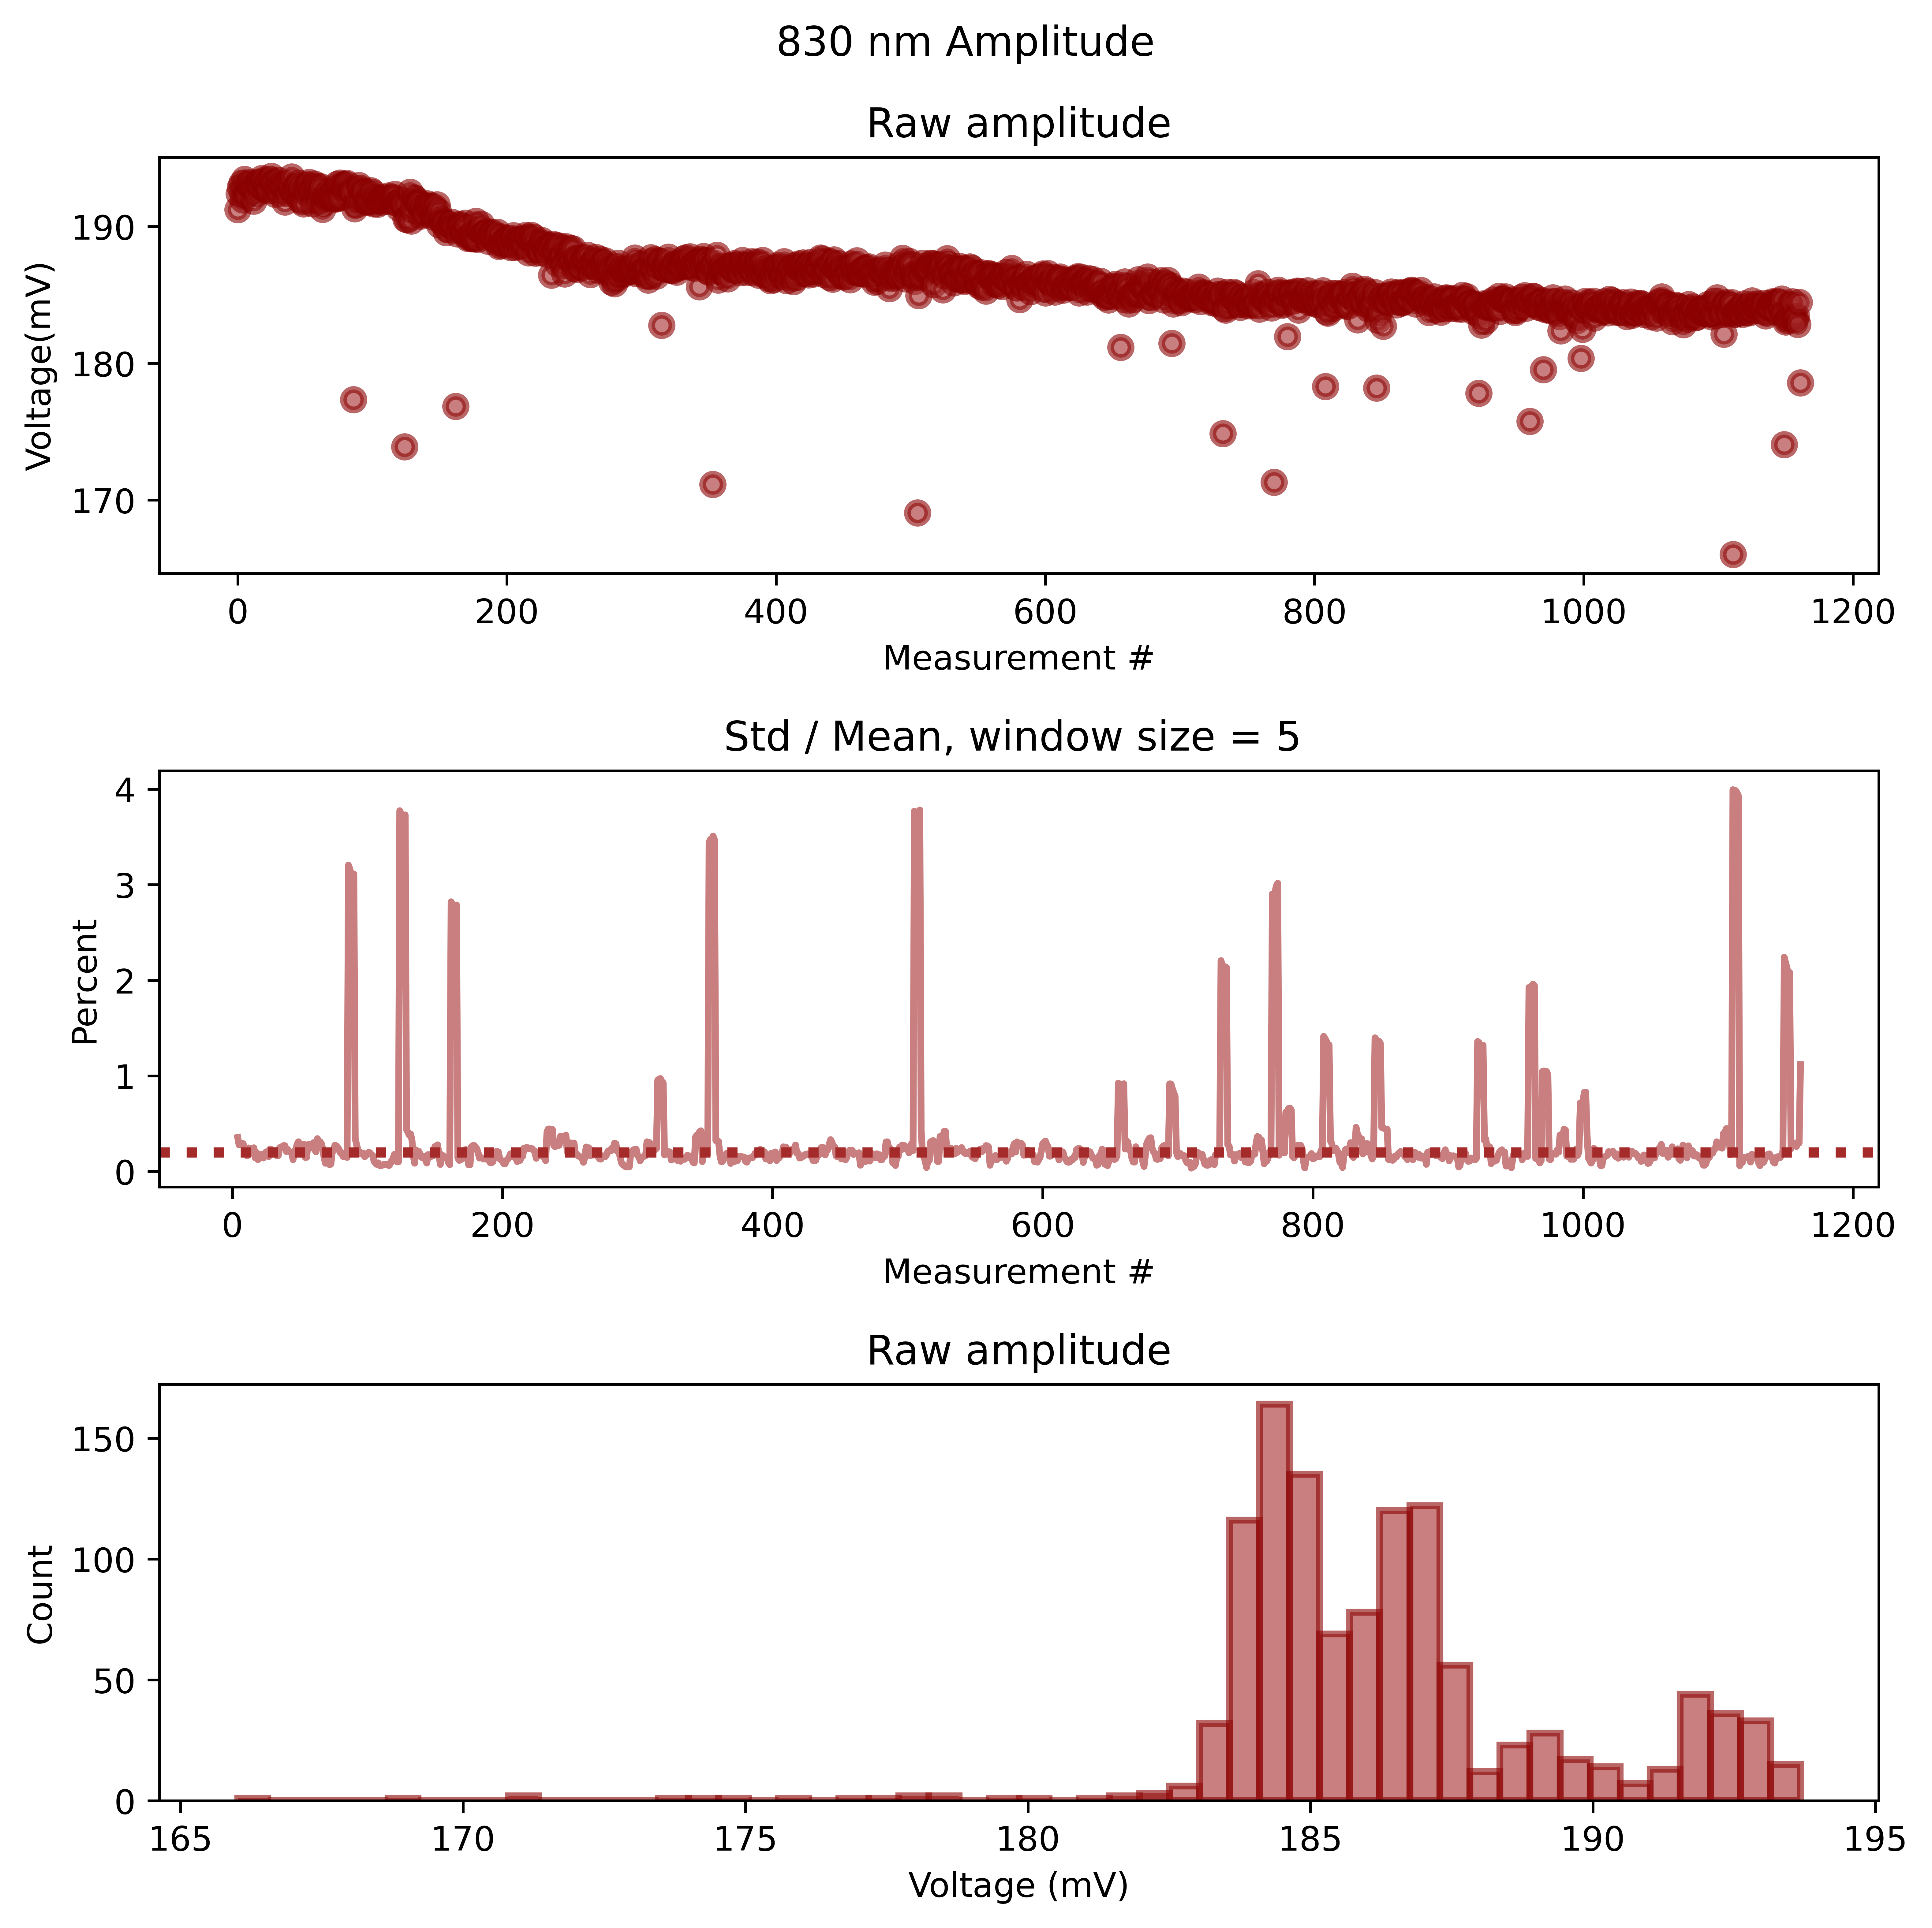 830 nm Amplitude
Raw amplitude
Voltage(mV)
190
180
170
0 200 400 600 800 1000 1200
Measurement #
Std / Mean, window size = 5
Percent
4
3
2
1
0
0 200 400 600 800 1000 1200
Measurement #
Raw amplitude
Count
150
100
50
0
165 170 175 180 185 190 195
Voltage (mV)